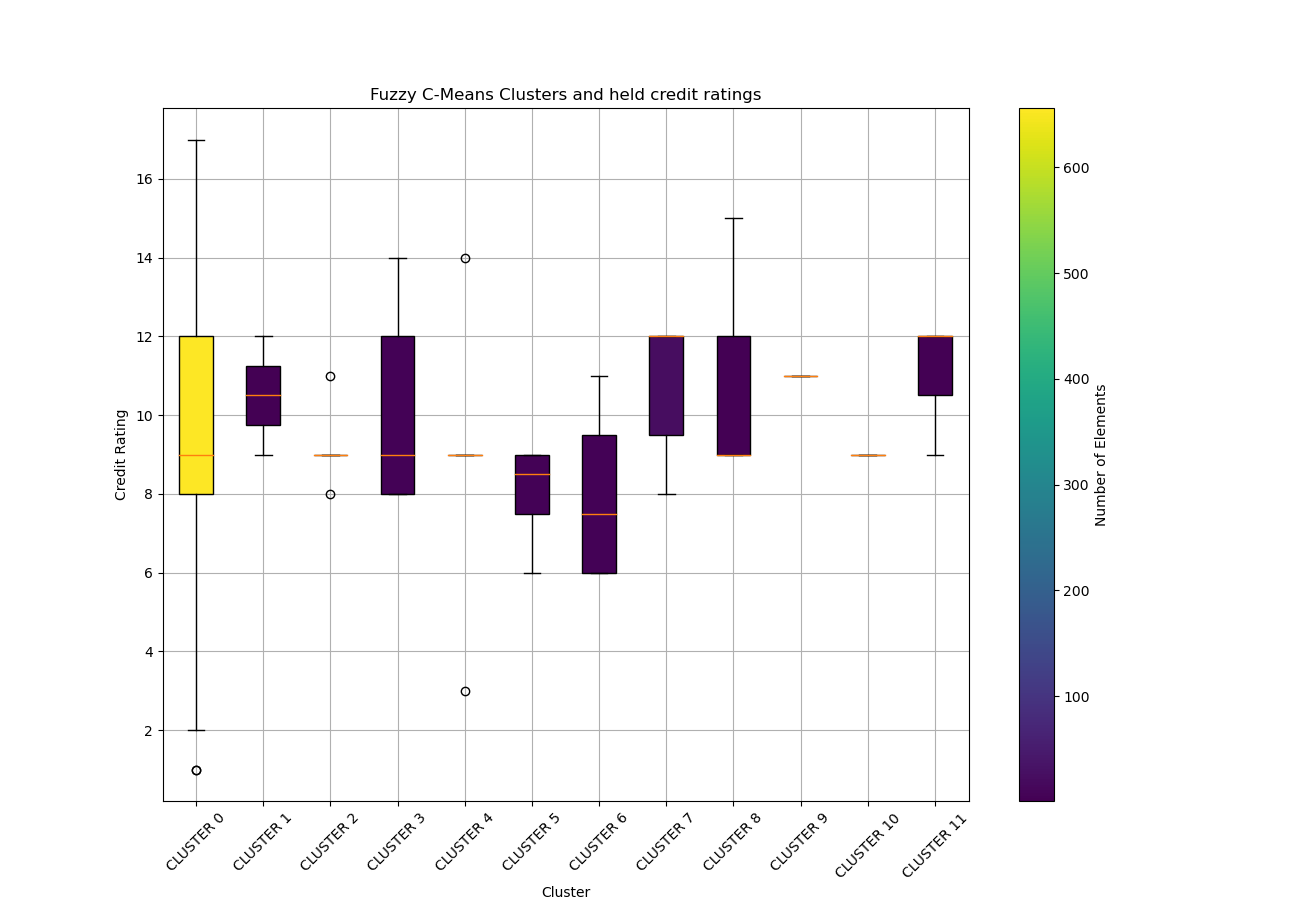 Fuzzy C-Means Clusters and held credit ratings
Credit Rating
16
14
12
10
8
6
4
2
CLUSTER 0
CLUSTER 1
CLUSTER 2
CLUSTER 3
CLUSTER 4
CLUSTER 5
CLUSTER 6
CLUSTER 7
CLUSTER 8
CLUSTER 9
CLUSTER 10
CLUSTER 11
Cluster
600
500
400
300
200
100
Number of Elements